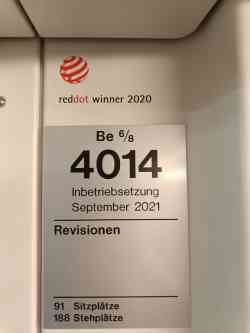 reddot winner 2020
Be 6/8
4014
Inbetriebsetzung
September 2021
Revisionen
91 Sitzplätze
188 Stehplätze